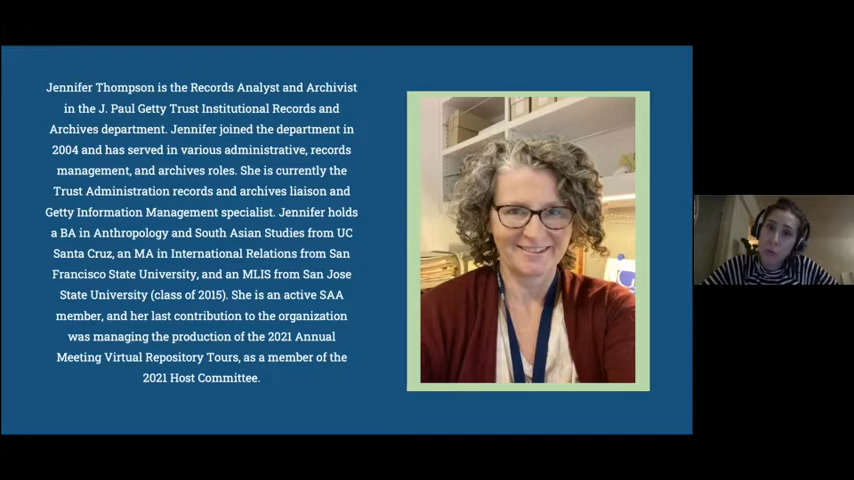 Jennifer Thompson is the Records Analyst and Archivist
in the J. Paul Getty Trust Institutional Records and
Archives department. Jennifer joined the department in
2004 and has served in various administrative, records
management, and archives roles. She is currently the
Trust Administration records and archives liaison and
Getty Information Management specialist. Jennifer holds
a BA in Anthropology and South Asian Studies from UC
Santa Cruz, an MA in International Relations from San
Francisco State University, and an MLIS from San Jose
State University (class of 2015). She is an active SAA
member, and her last contribution to the organization
was managing the production of the 2021 Annual
Meeting Virtual Repository Tours, as a member of the
2021 Host Committee.